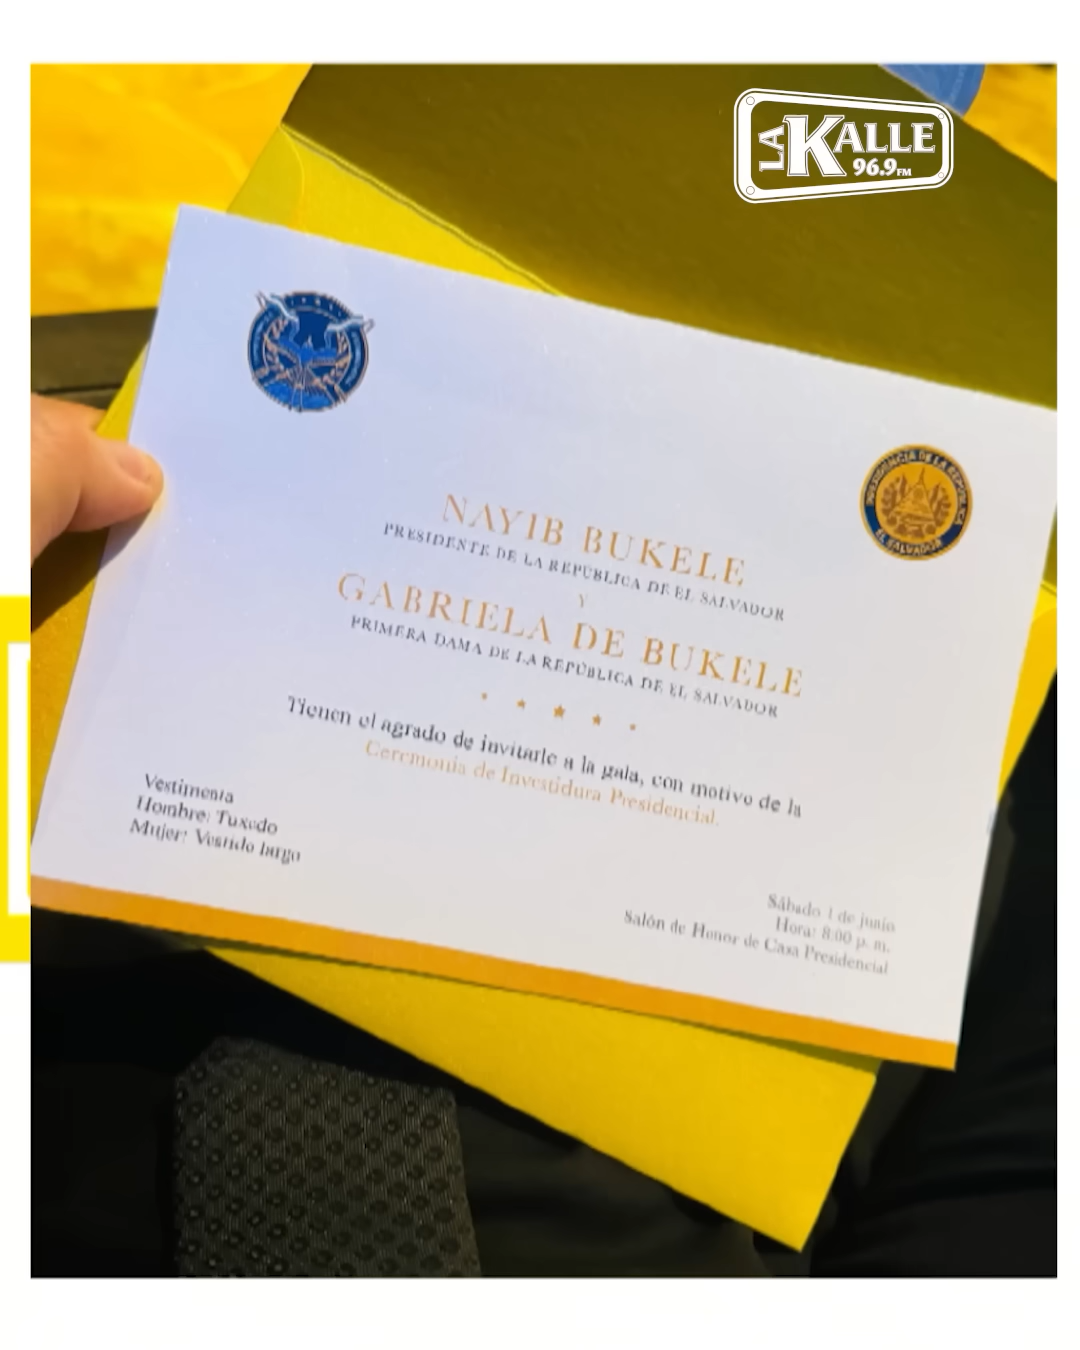 LA KALLE
96.9 FM
NAYIB BUKELE
PRESIDENTE DE LA REPÚBLICA DE EL SALVADOR
Y
GABRIELA DE BUKELE
PRIMERA DAMA DE LA REPÚBLICA DE EL SALVADOR
Tienen el agrado de invitarle a la gala, con motivo de la
Ceremonia de Investidura Presidencial.
Vestimenta
Hombre: Tuxedo
Mujer: Vestido largo
Sábado 1 de junio
Hora: 8:00 p. m.
Salón de Honor de Casa Presidencial
PRESIDENCIA DE LA REPÚBLICA
EL SALVADOR